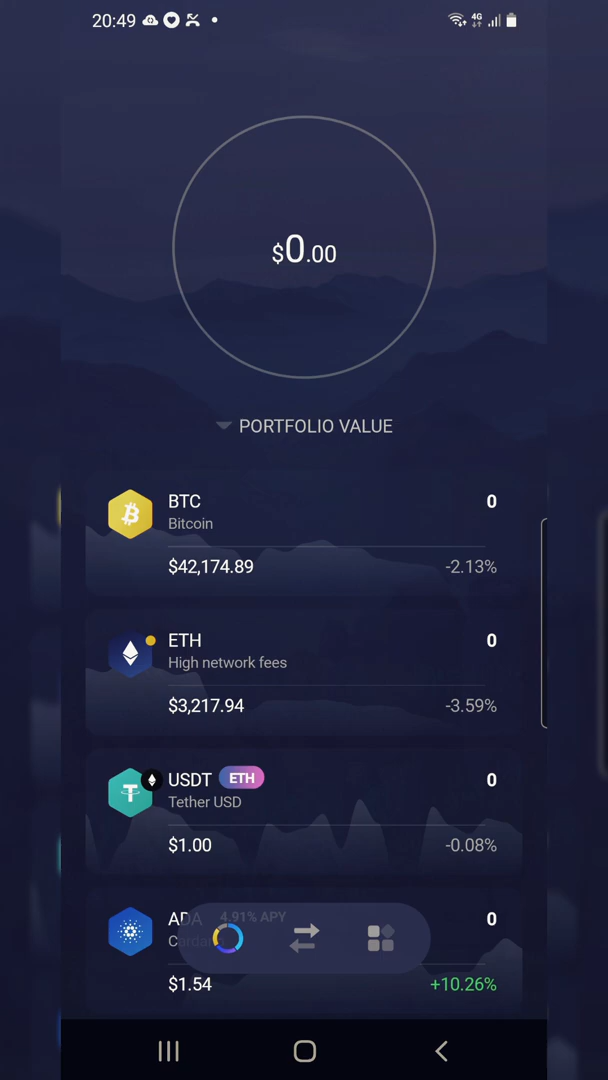 20:49
4G
$0.00
PORTFOLIO VALUE
BTC 0
Bitcoin
$42,174.89 -2.13%
ETH 0
High network fees
$3,217.94 -3.59%
USDT ETH 0
Tether USD
$1.00 -0.08%
ADA 4.91% APY 0
$1.54 +10.26%